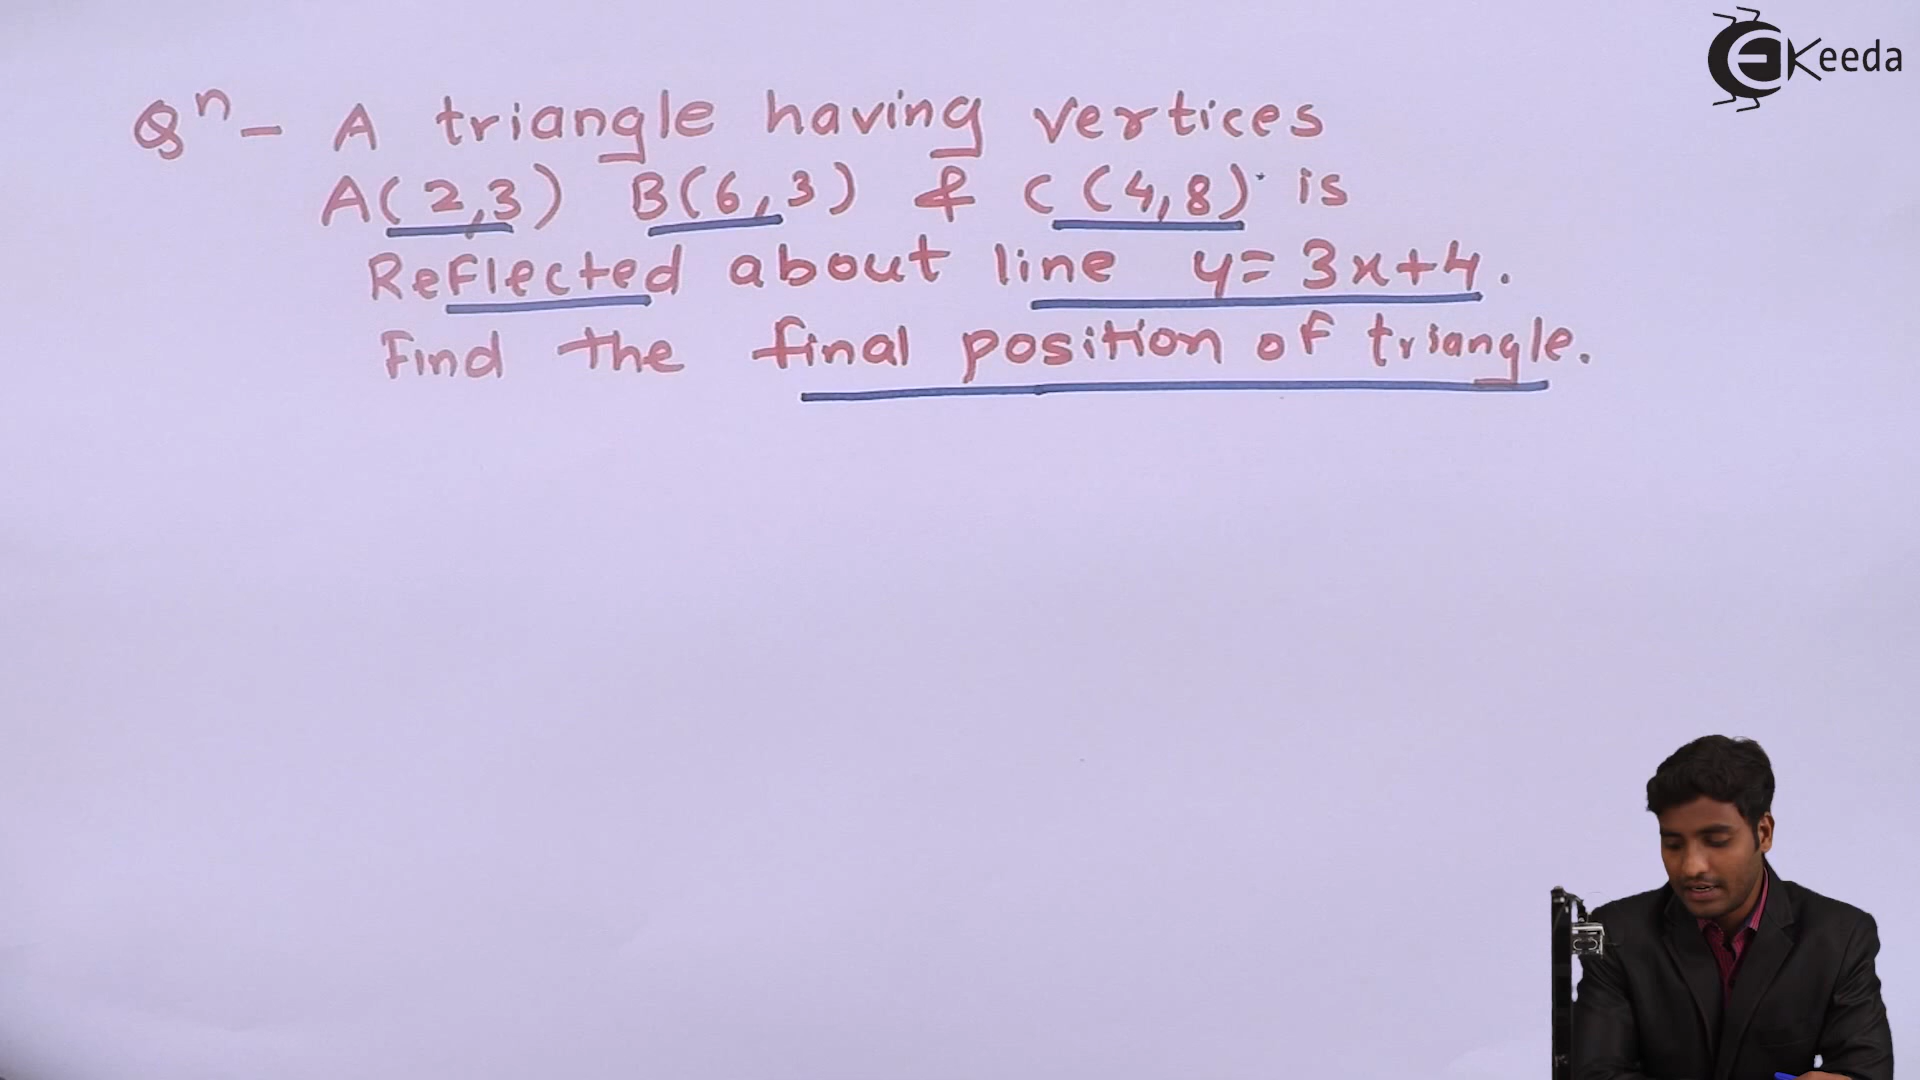 EKeeda
Qn - A triangle having vertices
A(2,3) B(6,3) & C(4,8) is
Reflected about line y=3x+4.
Find the final position of triangle.